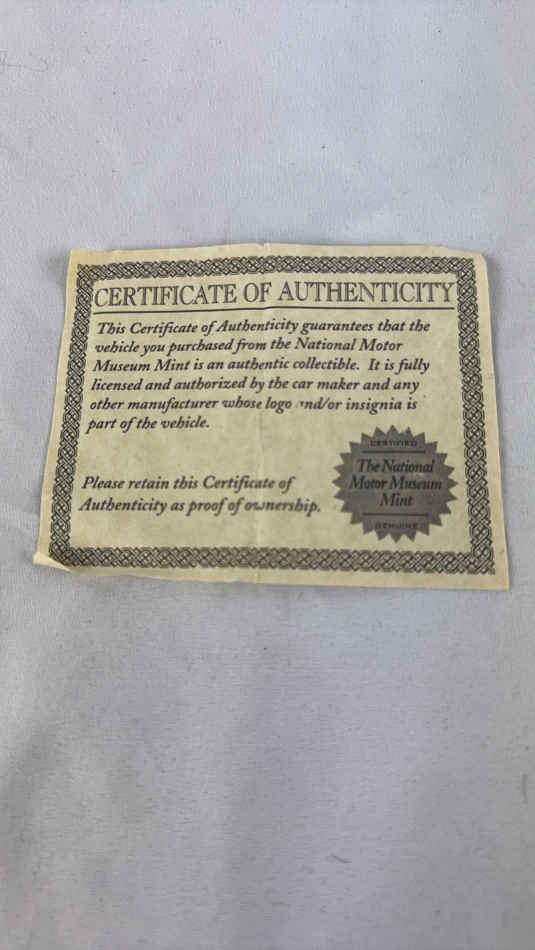 CERTIFICATE OF AUTHENTICITY
This Certificate of Authenticity guarantees that the
vehicle you purchased from the National Motor
Museum Mint is an authentic collectible. It is fully
licensed and authorized by the car maker and any
other manufacturer whose logo and/or insignia is
part of the vehicle.
Please retain this Certificate of
Authenticity as proof of ownership.
CERTIFIED
The National
Motor Museum
Mint
GENUINE